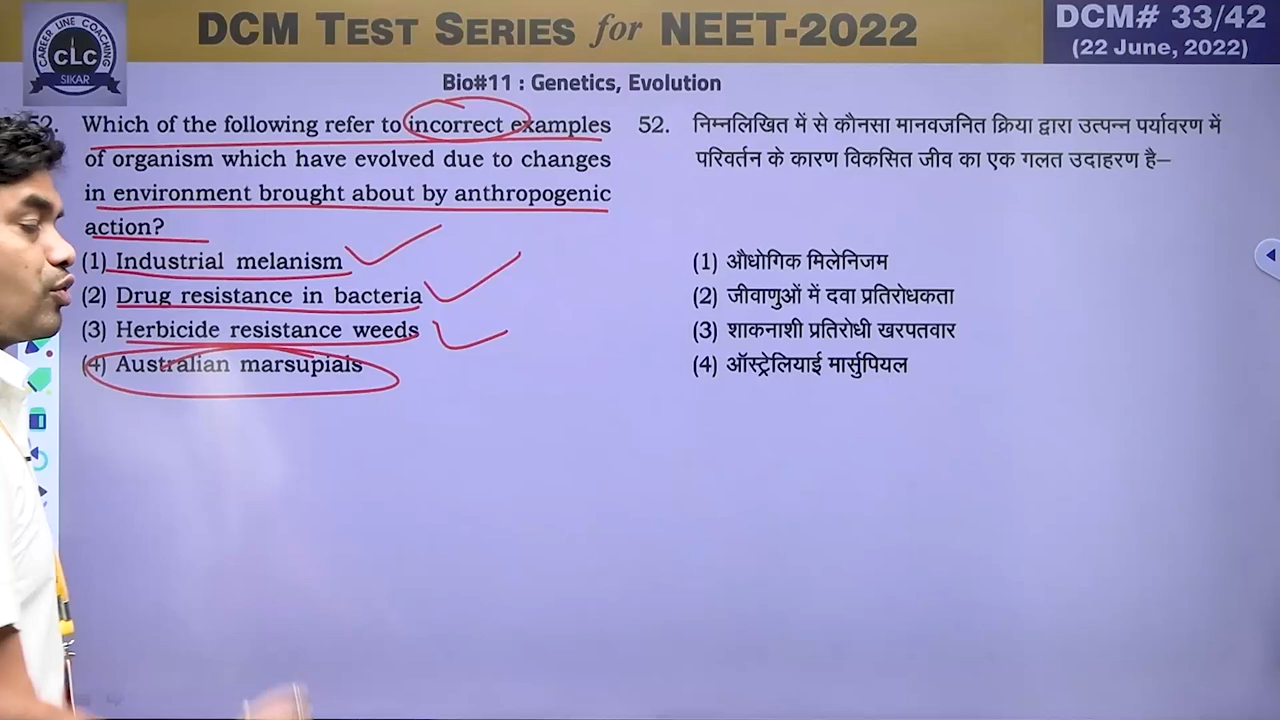 DCM TEST SERIES for NEET-2022
DCM# 33/42
(22 June, 2022)
CAREER LINE COACHING
CLC
SIKAR
Bio#11 : Genetics, Evolution
52. Which of the following refer to incorrect examples
of organism which have evolved due to changes
in environment brought about by anthropogenic
action?
(1) Industrial melanism
(2) Drug resistance in bacteria
(3) Herbicide resistance weeds
(4) Australian marsupials
52. निम्नलिखित में से कौनसा मानवजनित क्रिया द्वारा उत्पन्न पर्यावरण में
परिवर्तन के कारण विकसित जीव का एक गलत उदाहरण है–
(1) औधोगिक मिलेनिजम
(2) जीवाणुओं में दवा प्रतिरोधकता
(3) शाकनाशी प्रतिरोधी खरपतवार
(4) ऑस्ट्रेलियाई मार्सुपियल